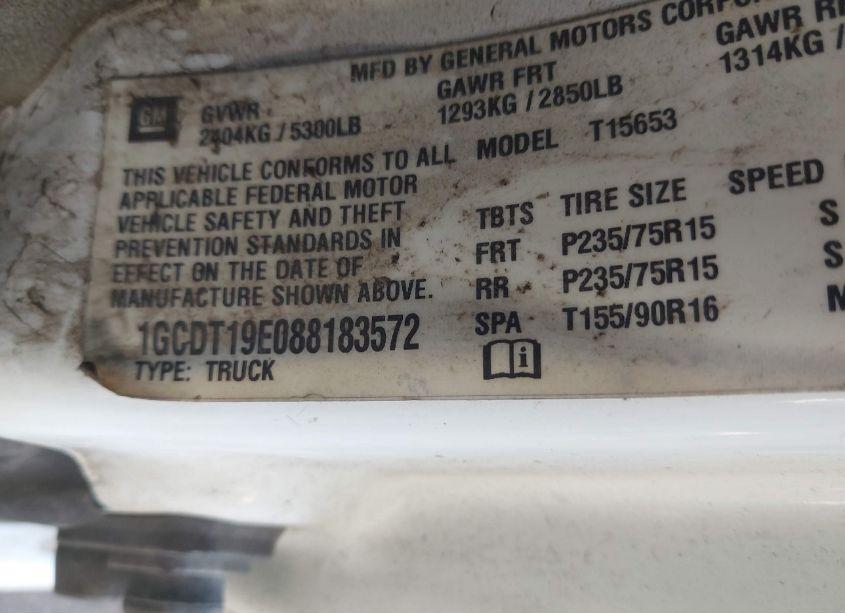 MFD BY GENERAL MOTORS
GM
GVWR
2404KG / 5300LB
GAWR FRT
1293KG / 2850LB
GAWR
1314KG /
THIS VEHICLE CONFORMS TO ALL
APPLICABLE FEDERAL MOTOR
VEHICLE SAFETY AND THEFT
PREVENTION STANDARDS IN
EFFECT ON THE DATE OF
MANUFACTURE SHOWN ABOVE.
1GCDT19E088183572
TYPE: TRUCK
MODEL T15653
TBTS TIRE SIZE SPEED
FRT P235/75R15 S
RR P235/75R15 S
SPA T155/90R16 M
i